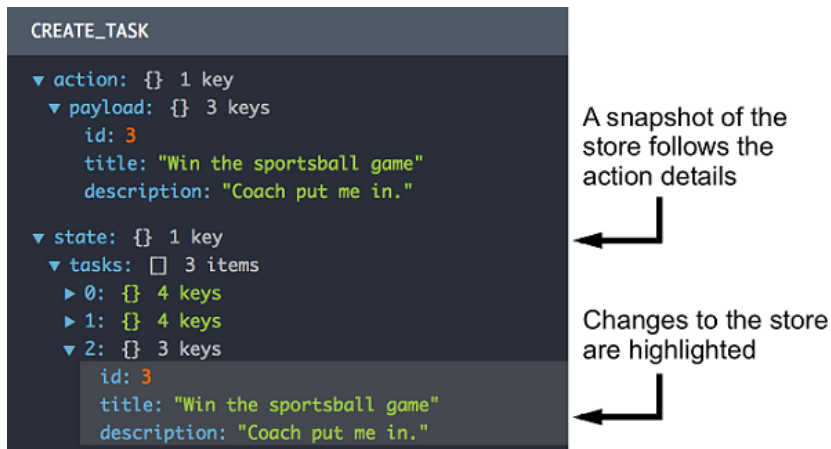 CREATE_TASK
▼ action: {} 1 key
▼ payload: {} 3 keys
id: 3
title: "Win the sportsball game"
description: "Coach put me in."
▼ state: {} 1 key
▼ tasks: [] 3 items
▶ 0: {} 4 keys
▶ 1: {} 4 keys
▼ 2: {} 3 keys
id: 3
title: "Win the sportsball game"
description: "Coach put me in."
A snapshot of the
store follows the
action details
Changes to the store
are highlighted